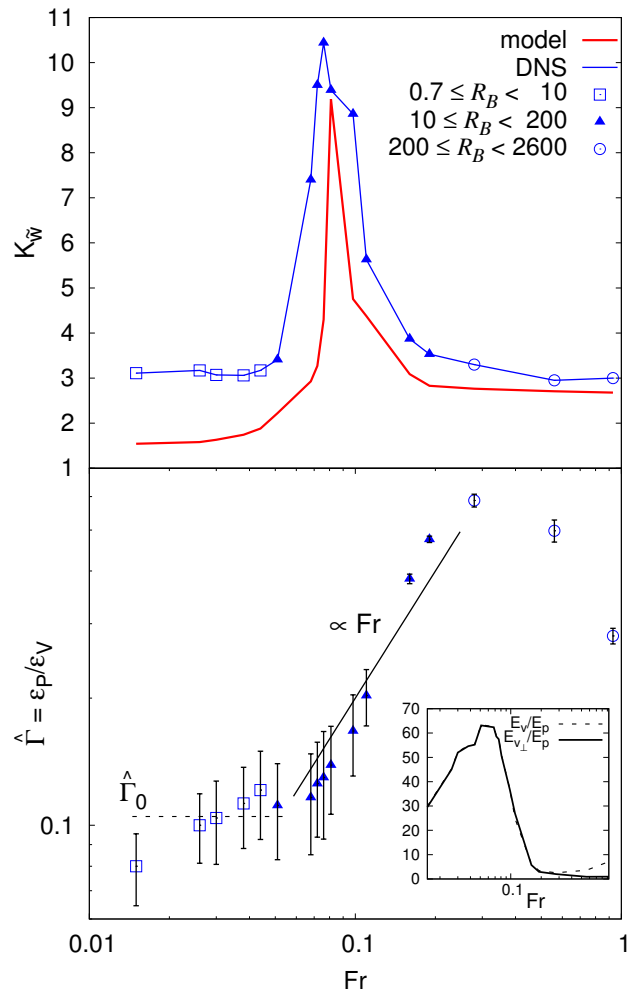 11
10
9
8
7
6
5
4
3
2
1
K_w̃
model
DNS
0.7 ≤ R_B < 10
10 ≤ R_B < 200
200 ≤ R_B < 2600
Γ̂ = ε_P/ε_V
0.1
Γ̂_0
∝ Fr
70
60
50
40
30
20
10
0
E_v/E_p
E_v⊥/E_p
0.1
Fr
0.01
0.1
1
Fr